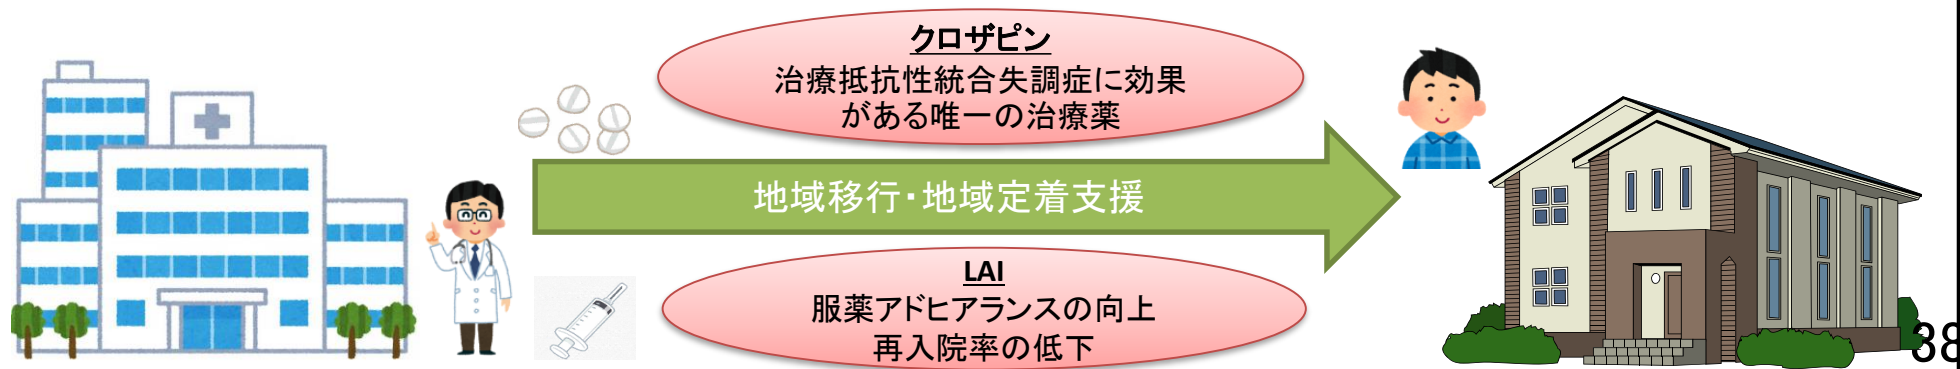 クロザピン
治療抵抗性統合失調症に効果
がある唯一の治療薬
地域移行・地域定着支援
LAI
服薬アドヒアランスの向上
再入院率の低下
38